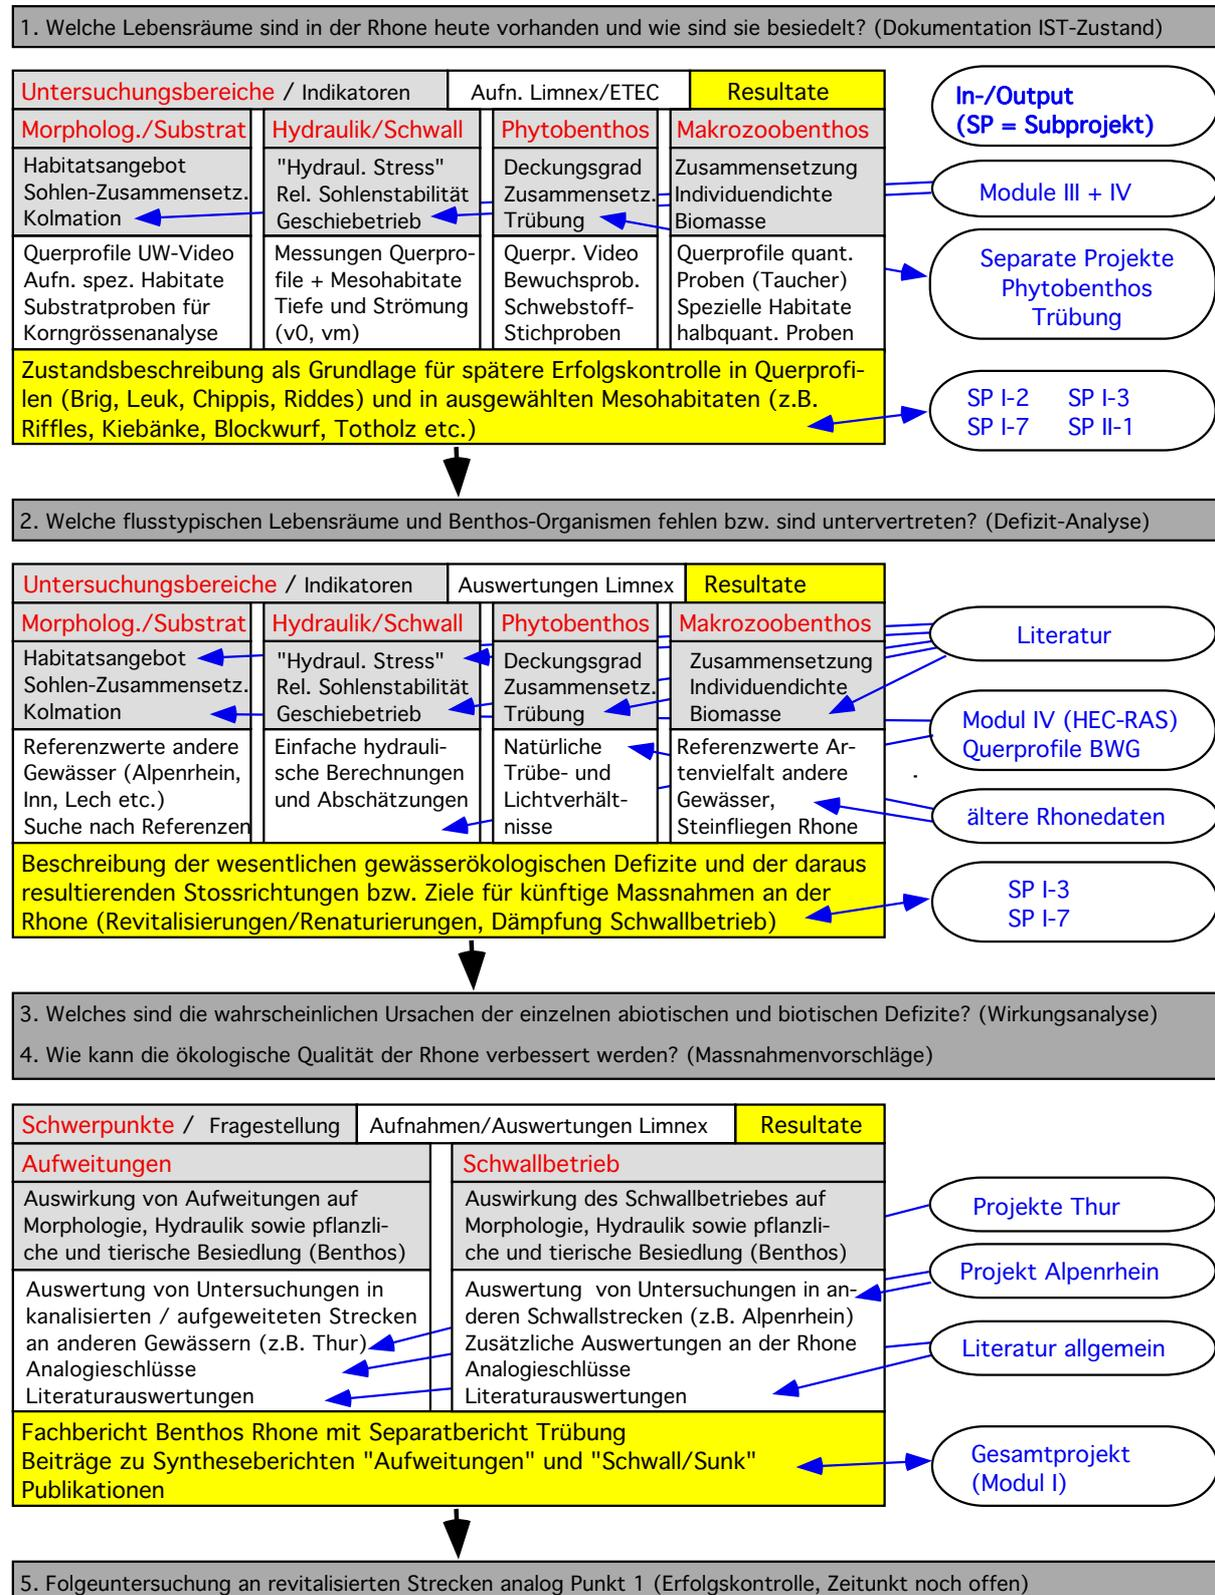 1. Welche Lebensräume sind in der Rhone heute vorhanden und wie sind sie besiedelt? (Dokumentation IST-Zustand)
Untersuchungsbereiche / Indikatoren
Aufn. Limnex/ETEC
Resultate
Morpholog./Substrat
Habitatsangebot
Sohlen-Zusammensetz.
Kolmation
Querprofile UW-Video
Aufn. spez. Habitate
Substratproben für
Korngrössenanalyse
Hydraulik/Schwall
"Hydraul. Stress"
Rel. Sohlenstabilität
Geschiebetrieb
Messungen Querpro-
file + Mesohabitate
Tiefe und Strömung
(v0, vm)
Phytobenthos
Deckungsgrad
Zusammensetz.
Trübung
Querpr. Video
Bewuchsprob.
Schwebstoff-
Stichproben
Makrozoobenthos
Zusammensetzung
Individuendichte
Biomasse
Querprofile quant.
Proben (Taucher)
Spezielle Habitate
halbquant. Proben
Zustandsbeschreibung als Grundlage für spätere Erfolgskontrolle in Querprofi-
len (Brig, Leuk, Chippis, Riddes) und in ausgewählten Mesohabitaten (z.B.
Riffles, Kiebänke, Blockwurf, Totholz etc.)
In-/Output
(SP = Subprojekt)
Module III + IV
Separate Projekte
Phytobenthos
Trübung
SP I-2 SP I-3
SP I-7 SP II-1
2. Welche flusstypischen Lebensräume und Benthos-Organismen fehlen bzw. sind untervertreten? (Defizit-Analyse)
Untersuchungsbereiche / Indikatoren
Auswertungen Limnex
Resultate
Morpholog./Substrat
Habitatsangebot
Sohlen-Zusammensetz.
Kolmation
Referenzwerte andere
Gewässer (Alpenrhein,
Inn, Lech etc.)
Suche nach Referenzen
Hydraulik/Schwall
"Hydraul. Stress"
Rel. Sohlenstabilität
Geschiebetrieb
Einfache hydrauli-
sche Berechnungen
und Abschätzungen
Phytobenthos
Deckungsgrad
Zusammensetz.
Trübung
Natürliche
Trübe- und
Lichtverhält-
nisse
Makrozoobenthos
Zusammensetzung
Individuendichte
Biomasse
Referenzwerte Ar-
tenvielfalt andere
Gewässer,
Steinfliegen Rhone
Beschreibung der wesentlichen gewässerökologischen Defizite und der daraus
resultierenden Stossrichtungen bzw. Ziele für künftige Massnahmen an der
Rhone (Revitalisierungen/Renaturierungen, Dämpfung Schwallbetrieb)
Literatur
Modul IV (HEC-RAS)
Querprofile BWG
ältere Rhonedaten
SP I-3
SP I-7
3. Welches sind die wahrscheinlichen Ursachen der einzelnen abiotischen und biotischen Defizite? (Wirkungsanalyse)
4. Wie kann die ökologische Qualität der Rhone verbessert werden? (Massnahmenvorschläge)
Schwerpunkte / Fragestellung
Aufnahmen/Auswertungen Limnex
Resultate
Aufweitungen
Auswirkung von Aufweitungen auf
Morphologie, Hydraulik sowie pflanzli-
che und tierische Besiedlung (Benthos)
Auswertung von Untersuchungen in
kanalisierten / aufgeweiteten Strecken
an anderen Gewässern (z.B. Thur)
Analogieschlüsse
Literaturauswertungen
Schwallbetrieb
Auswirkung des Schwallbetriebes auf
Morphologie, Hydraulik sowie pflanzli-
che und tierische Besiedlung (Benthos)
Auswertung von Untersuchungen in an-
deren Schwallstrecken (z.B. Alpenrhein)
Zusätzliche Auswertungen an der Rhone
Analogieschlüsse
Literaturauswertungen
Fachbericht Benthos Rhone mit Separatbericht Trübung
Beiträge zu Syntheseberichten "Aufweitungen" und "Schwall/Sunk"
Publikationen
Projekte Thur
Projekt Alpenrhein
Literatur allgemein
Gesamtprojekt
(Modul I)
5. Folgeuntersuchung an revitalisierten Strecken analog Punkt 1 (Erfolgskontrolle, Zeitunkt noch offen)